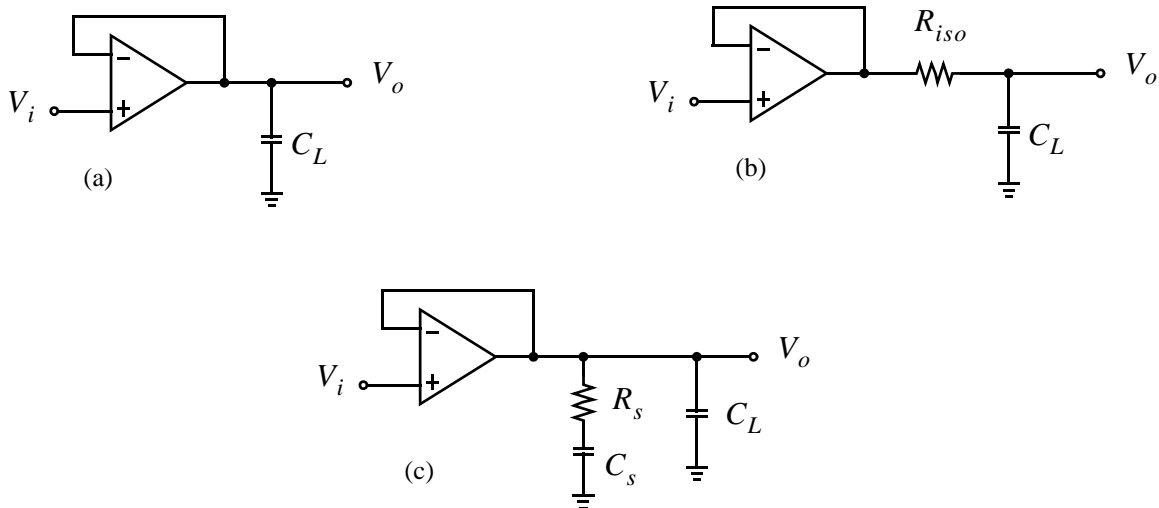 V_o
V_i
C_L
(a)
R_iso
V_o
V_i
C_L
(b)
V_o
V_i
R_s
C_L
C_s
(c)